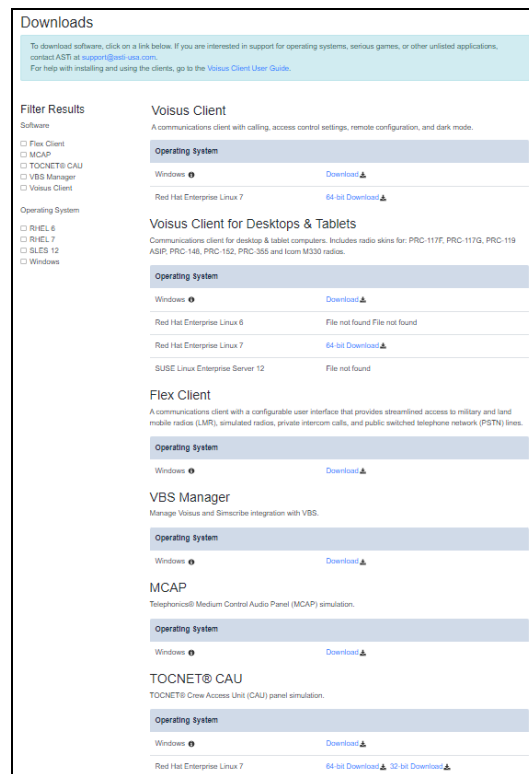 Downloads
To download software, click on a link below. If you are interested in support for operating systems, serious games, or other unlisted applications,
contact ASTi at support@asti-usa.com.
For help with installing and using the clients, go to the Voisus Client User Guide.
Filter Results
Software
Flex Client
MCAP
TOCNET® CAU
VBS Manager
Voisus Client
Operating System
RHEL 6
RHEL 7
SLES 12
Windows
Voisus Client
A communications client with calling, access control settings, remote configuration, and dark mode.
Operating System
Windows Download
Red Hat Enterprise Linux 7 64-bit Download
Voisus Client for Desktops & Tablets
Communications client for desktop & tablet computers. Includes radio skins for: PRC-117F, PRC-117G, PRC-119
ASIP, PRC-148, PRC-152, PRC-355 and Icom M330 radios.
Operating System
Windows Download
Red Hat Enterprise Linux 6 File not found File not found
Red Hat Enterprise Linux 7 64-bit Download
SUSE Linux Enterprise Server 12 File not found
Flex Client
A communications client with a configurable user interface that provides streamlined access to military and land
mobile radios (LMR), simulated radios, private intercom calls, and public switched telephone network (PSTN) lines.
Operating System
Windows Download
VBS Manager
Manage Voisus and Simscribe integration with VBS.
Operating System
Windows Download
MCAP
Telephonics® Medium Control Audio Panel (MCAP) simulation.
Operating System
Windows Download
TOCNET® CAU
TOCNET® Crew Access Unit (CAU) panel simulation.
Operating System
Windows Download
Red Hat Enterprise Linux 7 64-bit Download 32-bit Download